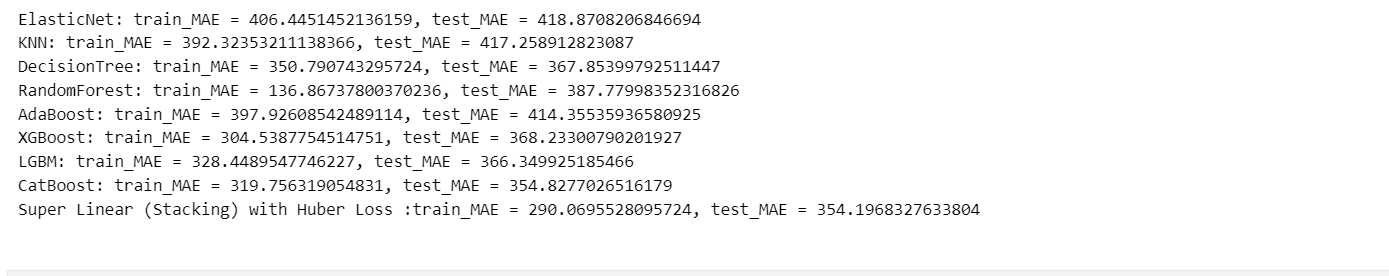 ElasticNet: train_MAE = 406.4451452136159, test_MAE = 418.8708206846694
KNN: train_MAE = 392.32353211138366, test_MAE = 417.258912823087
DecisionTree: train_MAE = 350.790743295724, test_MAE = 367.85399792511447
RandomForest: train_MAE = 136.86737800370236, test_MAE = 387.77998352316826
AdaBoost: train_MAE = 397.92608542489114, test_MAE = 414.35535936580925
XGBoost: train_MAE = 304.5387754514751, test_MAE = 368.23300790201927
LGBM: train_MAE = 328.4489547746227, test_MAE = 366.349925185466
CatBoost: train_MAE = 319.756319054831, test_MAE = 354.8277026516179
Super Linear (Stacking) with Huber Loss :train_MAE = 290.0695528095724, test_MAE = 354.1968327633804